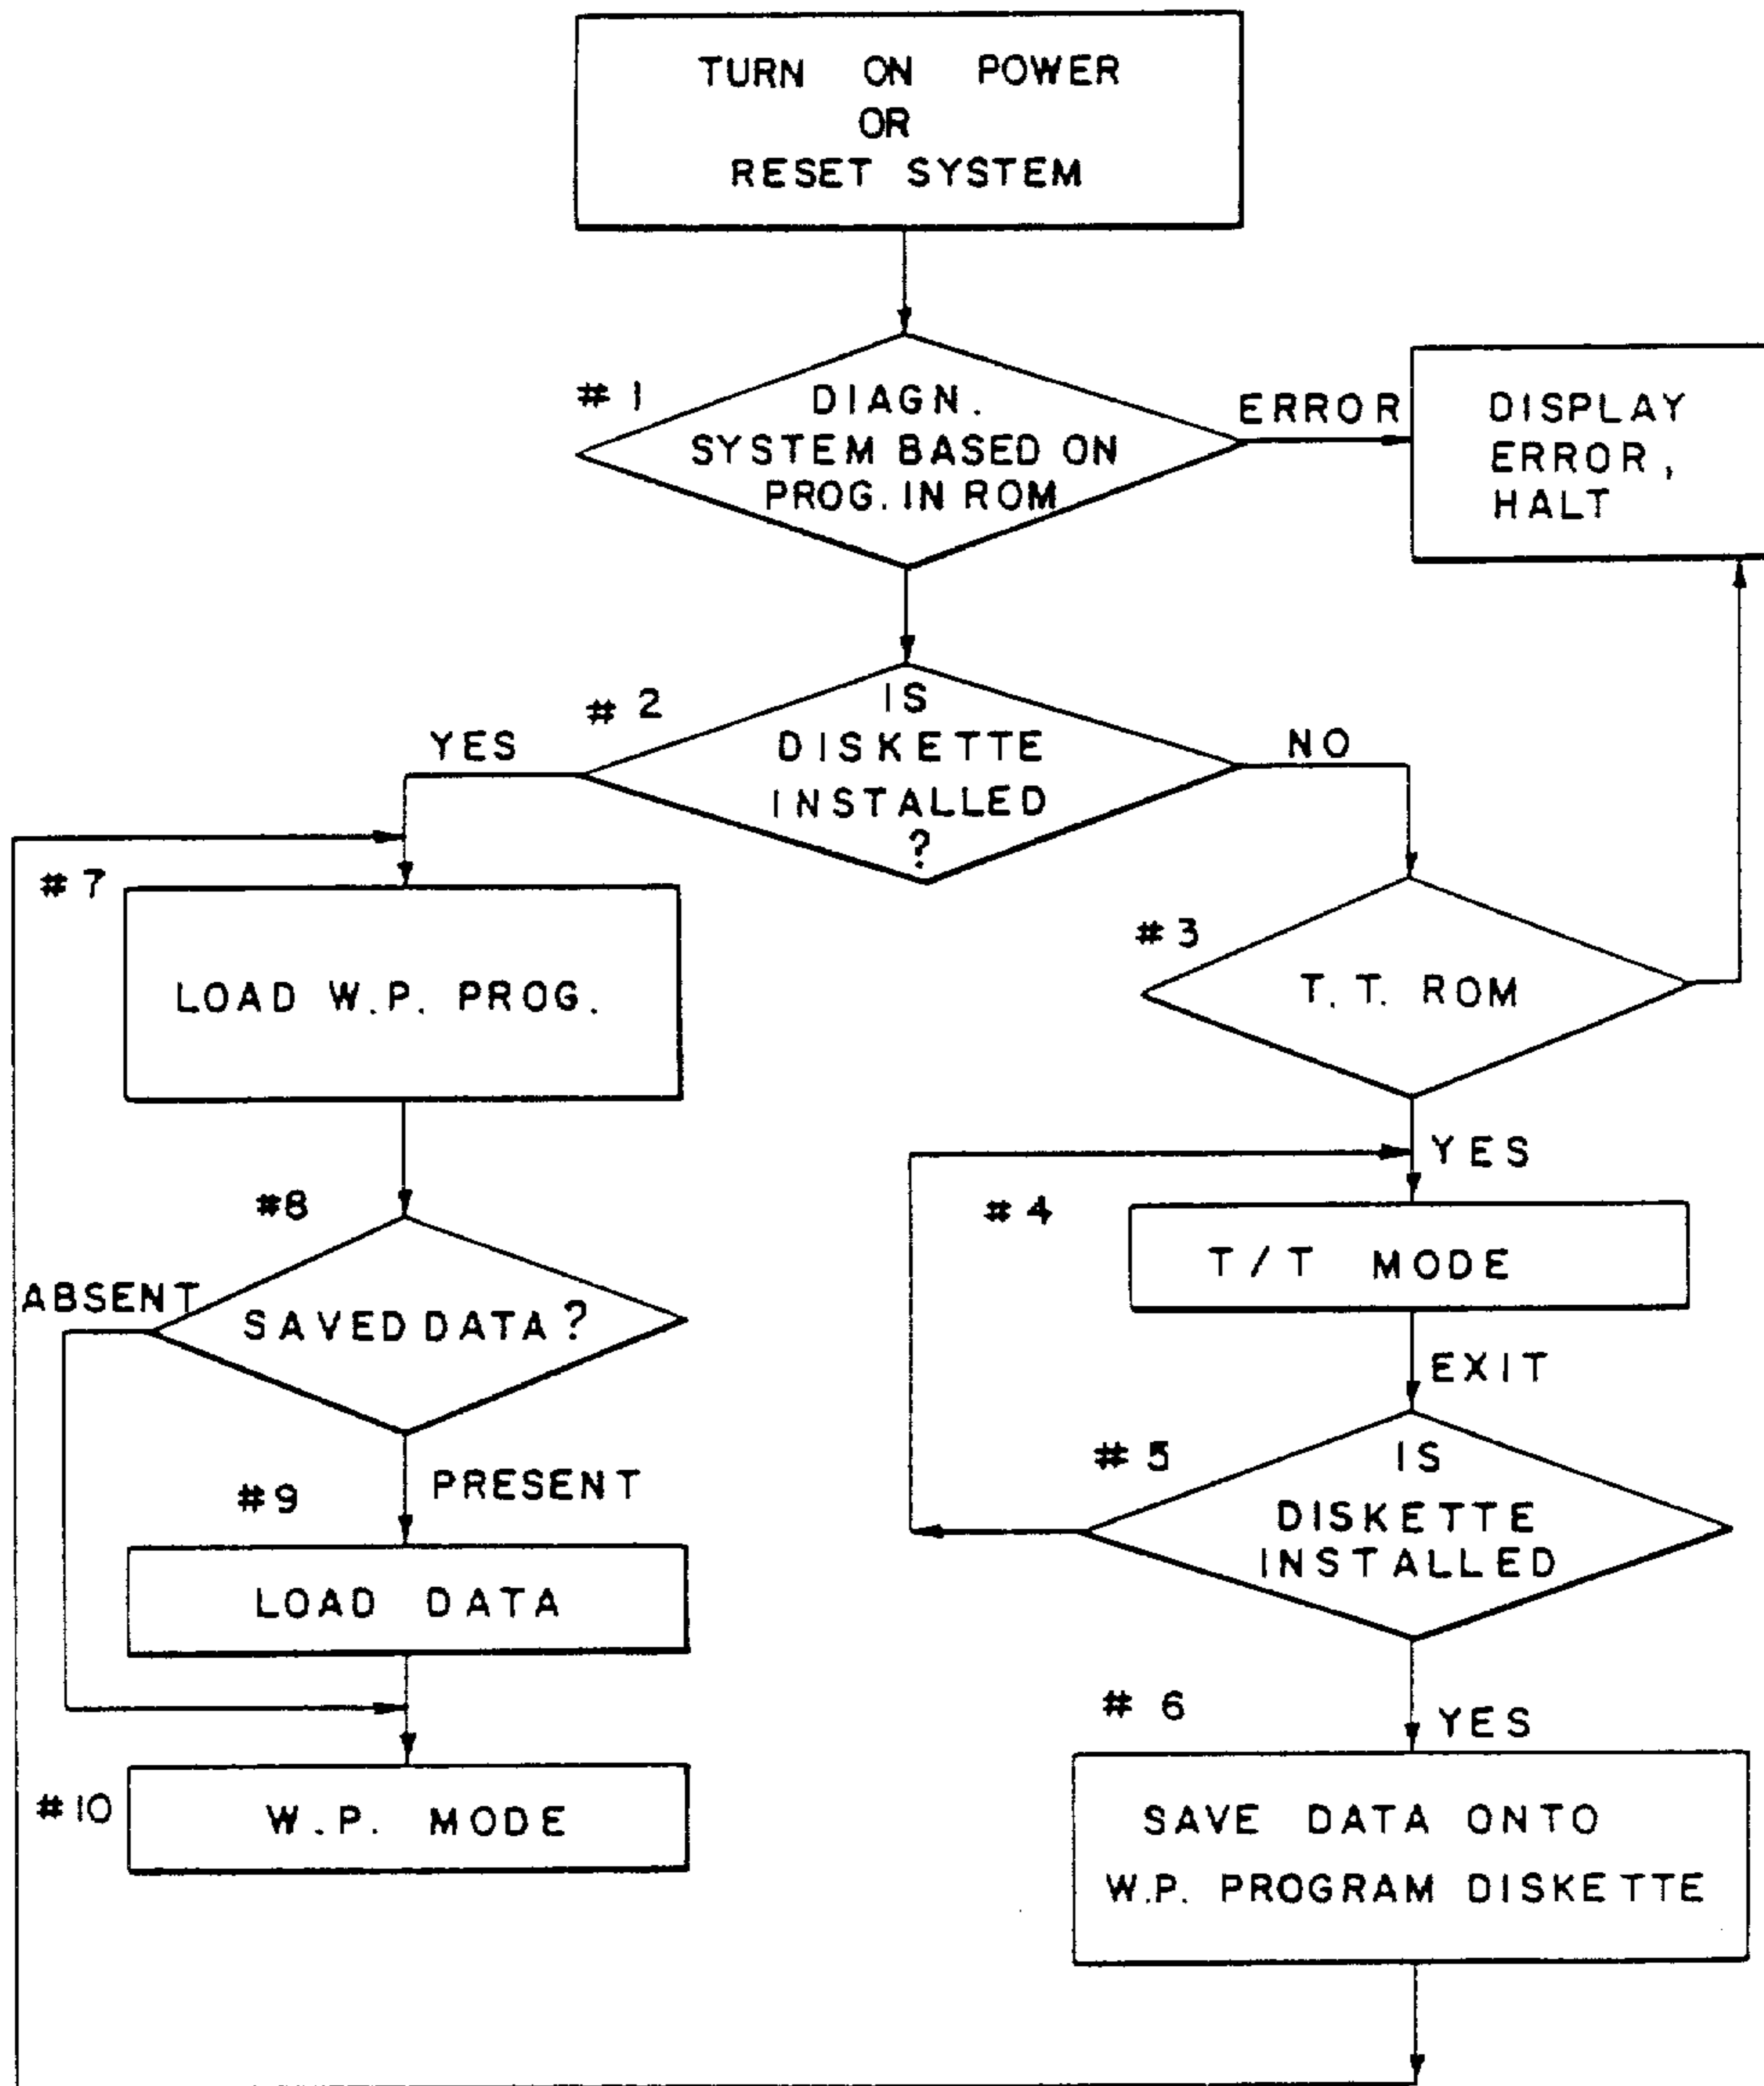 TURN ON POWER
OR
RESET SYSTEM
# 1
DIAGN.
SYSTEM BASED ON
PROG. IN ROM
ERROR
DISPLAY
ERROR,
HALT
# 2
IS
DISKETTE
INSTALLED
?
YES
NO
# 7
LOAD W.P. PROG.
# 3
T. T. ROM
YES
# 4
T / T MODE
EXIT
#8
SAVED DATA ?
ABSENT
PRESENT
# 5
IS
DISKETTE
INSTALLED
#9
LOAD DATA
# 6
YES
#10
W.P. MODE
SAVE DATA ONTO
W.P. PROGRAM DISKETTE